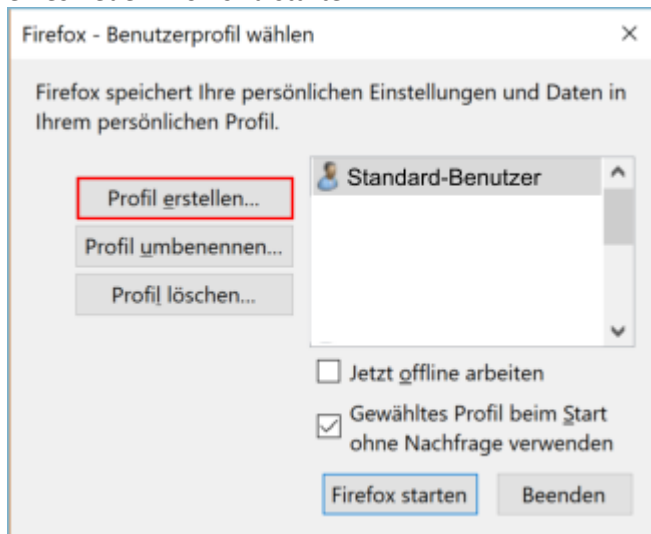 Firefox - Benutzerprofil wählen
Firefox speichert Ihre persönlichen Einstellungen und Daten in
Ihrem persönlichen Profil.
Profil erstellen...
Profil umbenennen...
Profil löschen...
Standard-Benutzer
Jetzt offline arbeiten
Gewähltes Profil beim Start
ohne Nachfrage verwenden
Firefox starten
Beenden